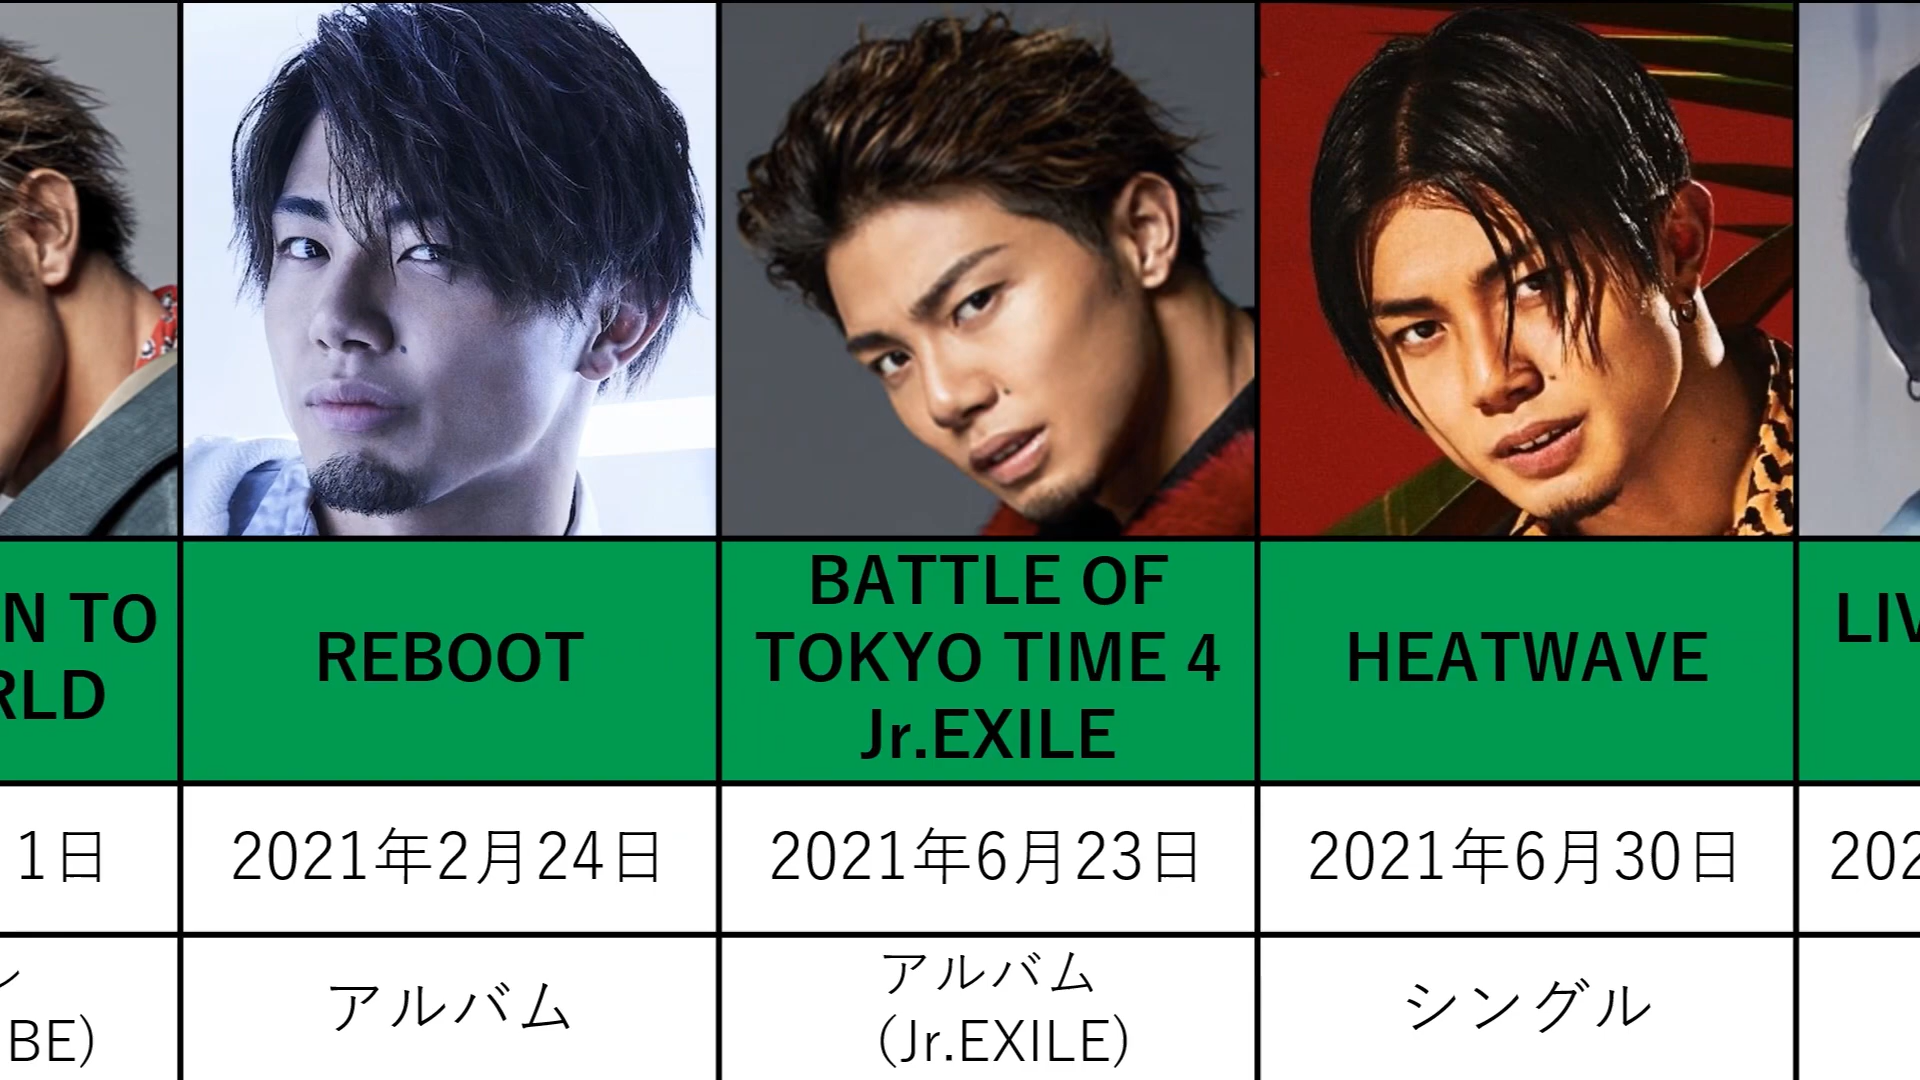 N TO
RLD
REBOOT
BATTLE OF
TOKYO TIME 4
Jr.EXILE
HEATWAVE
LIV
1日
2021年2月24日
2021年6月23日
2021年6月30日
202
ン
BE)
アルバム
アルバム
(Jr.EXILE)
シングル